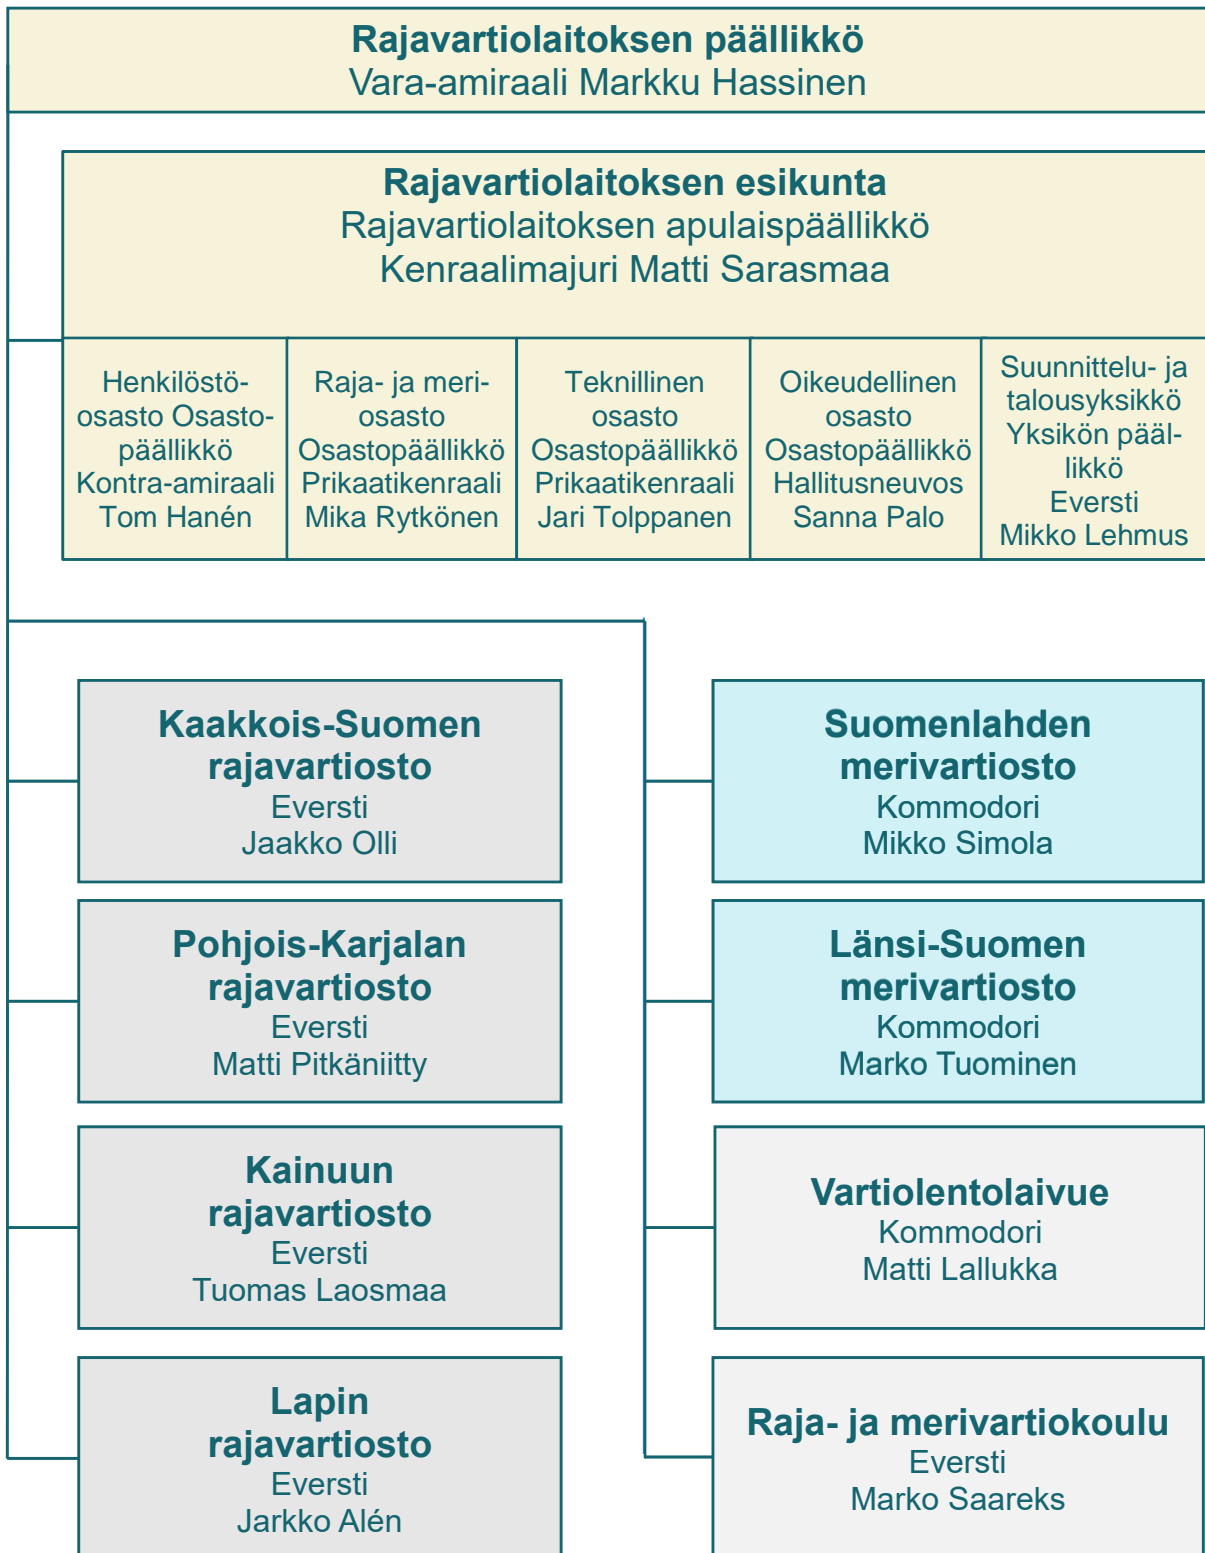 Rajavartiolaitoksen päällikkö
Vara-amiraali Markku Hassinen
Rajavartiolaitoksen esikunta
Rajavartiolaitoksen apulaispäällikkö
Kenraalimajuri Matti Sarasmaa
Henkilöstö-
osasto Osasto-
päällikkö
Kontra-amiraali
Tom Hanén
Raja- ja meri-
osasto
Osastopäällikkö
Prikaatikenraali
Mika Rytkönen
Teknillinen
osasto
Osastopäällikkö
Prikaatikenraali
Jari Tolppanen
Oikeudellinen
osasto
Osastopäällikkö
Hallitusneuvos
Sanna Palo
Suunnittelu- ja
talousyksikkö
Yksikön pääl-
likkö
Eversti
Mikko Lehmus
Kaakkois-Suomen
rajavartiosto
Eversti
Jaakko Olli
Pohjois-Karjalan
rajavartiosto
Eversti
Matti Pitkäniitty
Kainuun
rajavartiosto
Eversti
Tuomas Laosmaa
Lapin
rajavartiosto
Eversti
Jarkko Alén
Suomenlahden
merivartiosto
Kommodori
Mikko Simola
Länsi-Suomen
merivartiosto
Kommodori
Marko Tuominen
Vartiolentolaivue
Kommodori
Matti Lallukka
Raja- ja merivartiokoulu
Eversti
Marko Saareks